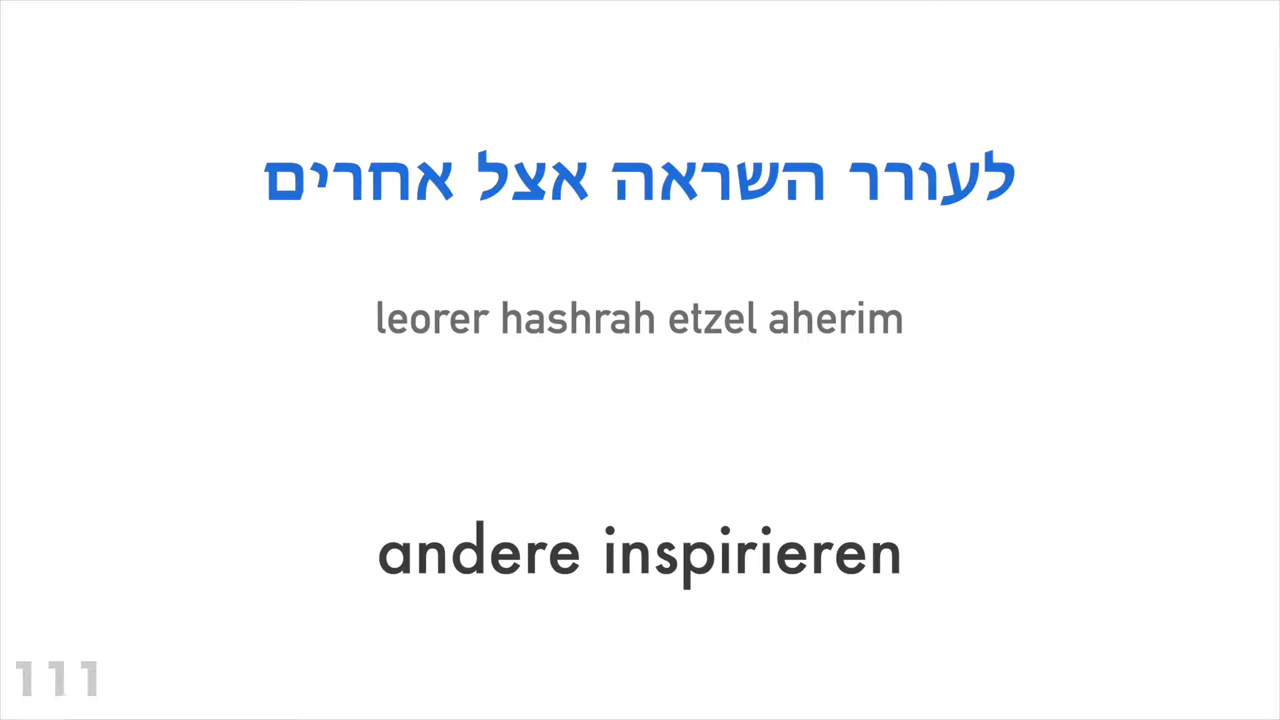 לעורר השראה אצל אחרים
leorer hashrah etzel aherim
andere inspirieren
111